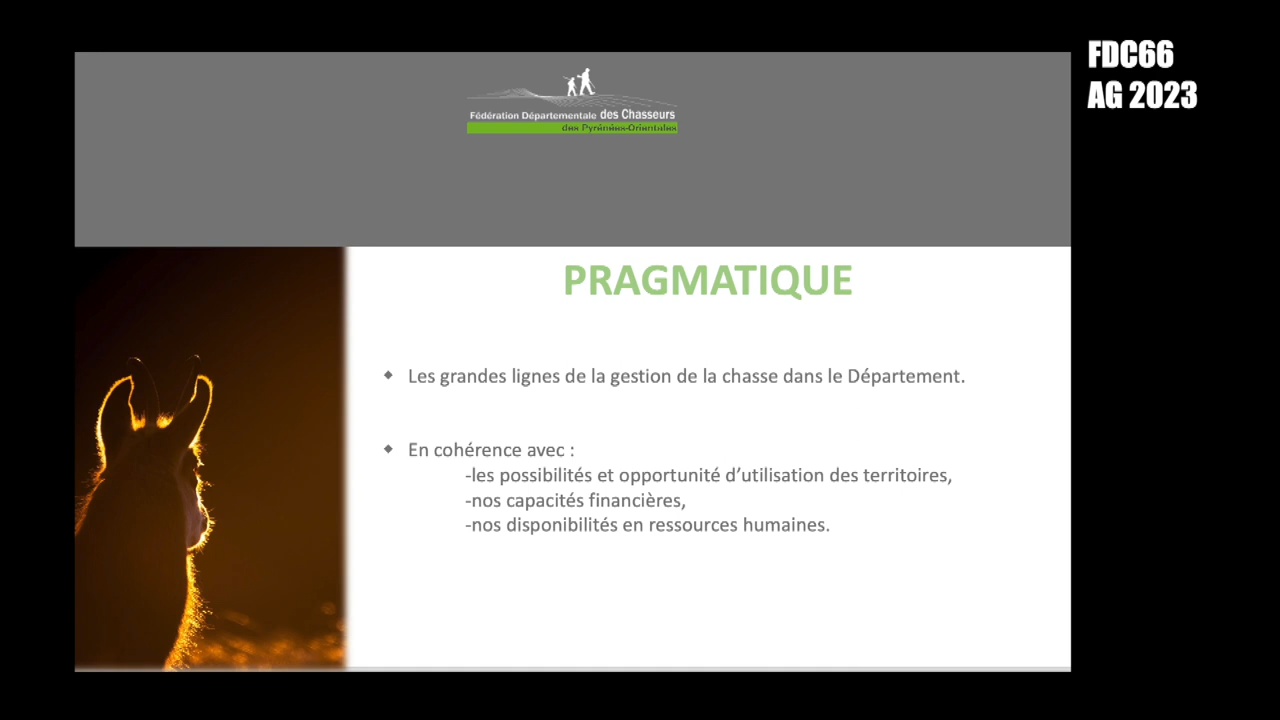 FDC66
AG 2023
Fédération Départementale des Chasseurs
des Pyrénées-Orientales
PRAGMATIQUE
Les grandes lignes de la gestion de la chasse dans le Département.
En cohérence avec :
-les possibilités et opportunité d’utilisation des territoires,
-nos capacités financières,
-nos disponibilités en ressources humaines.